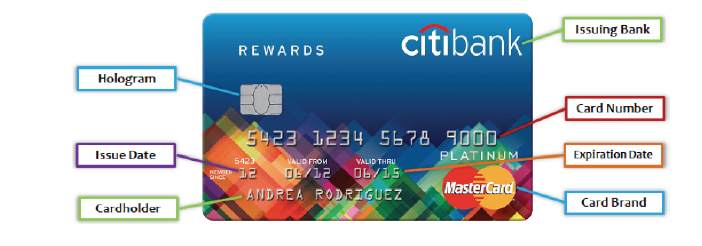 Issuing Bank
REWARDS
citibank
Hologram
Card Number
5423 1234 5678 9000
PLATINUM
Issue Date
5423
VALID FROM
VALID THRU
Expiration Date
MEMBER
SINCE
12
06/12
06/15
Cardholder
ANDREA RODRIGUEZ
MasterCard
Card Brand